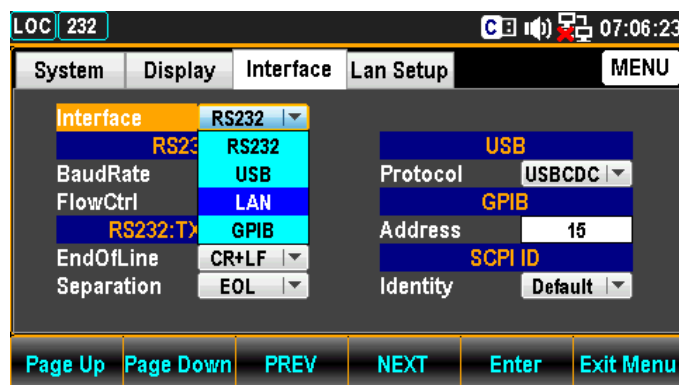 LOC 232 C 07:06:23
System Display Interface Lan Setup MENU
Interface RS232
RS232
USB
LAN
GPIB
BaudRate
FlowCtrl
RS232:TX
EndOfLine CR+LF
Separation EOL
USB
Protocol USBCDC
GPIB
Address 15
SCPI ID
Identity Default
Page Up Page Down PREV NEXT Enter Exit Menu